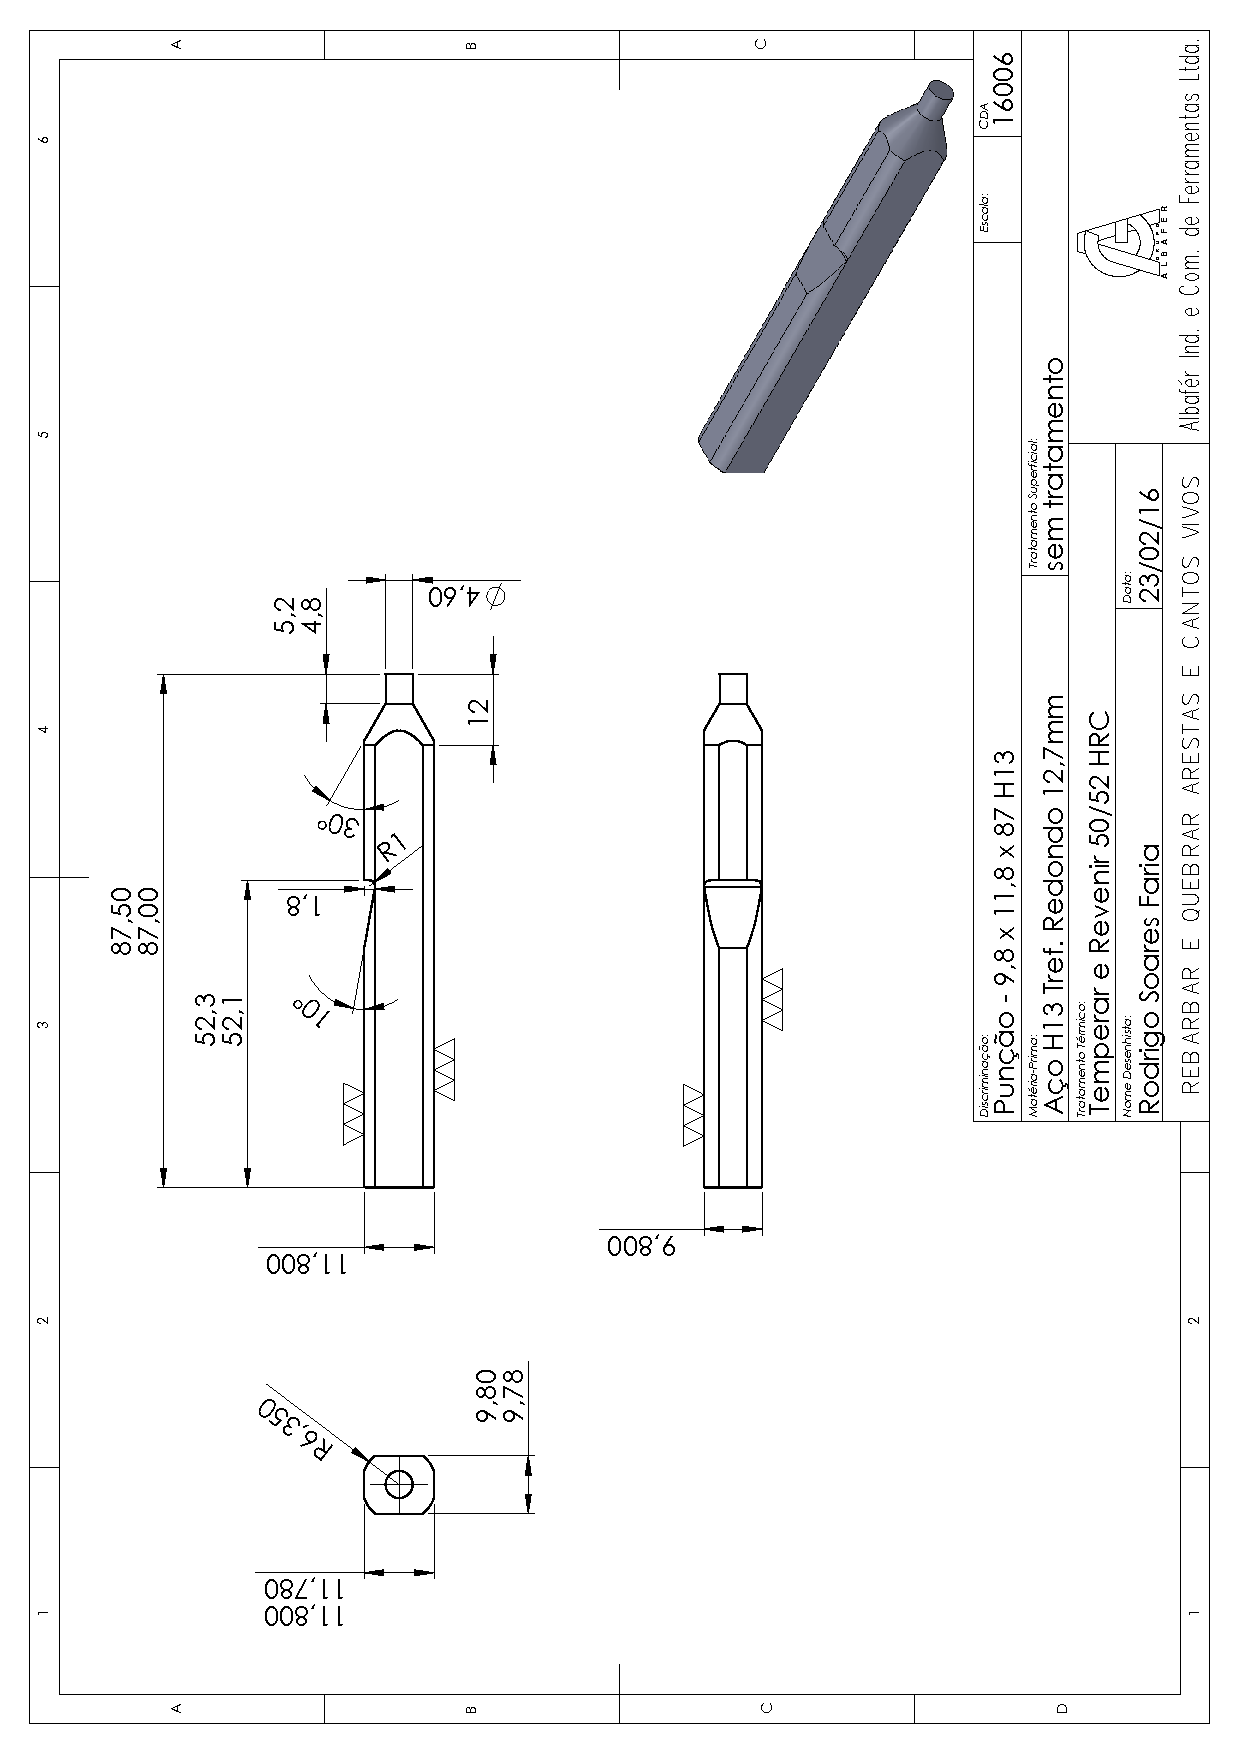 A
B
C
6
5
4
3
2
1
87,50
87,00
52,3
52,1
1,8
10°
30°
R1
5,2
4,8
Ø 4,60
12
11,800
9,800
R6,350
9,80
9,78
11,780
11,800
Discriminação:
Punção - 9,8 x 11,8 x 87 H13
Escala:
CDA
16006
Matéria-Prima:
Aço H13 Tref. Redondo 12,7mm
Tratamento Superficial:
sem tratamento
Tratamento Térmico:
Temperar e Revenir 50/52 HRC
Nome Desenhista:
Rodrigo Soares Faria
Data:
23/02/16
GRUPO
ALBAFER
REBARBAR E QUEBRAR ARESTAS E CANTOS VIVOS
Albafér Ind. e Com. de Ferramentas Ltda.
2
1
A
B
C
D